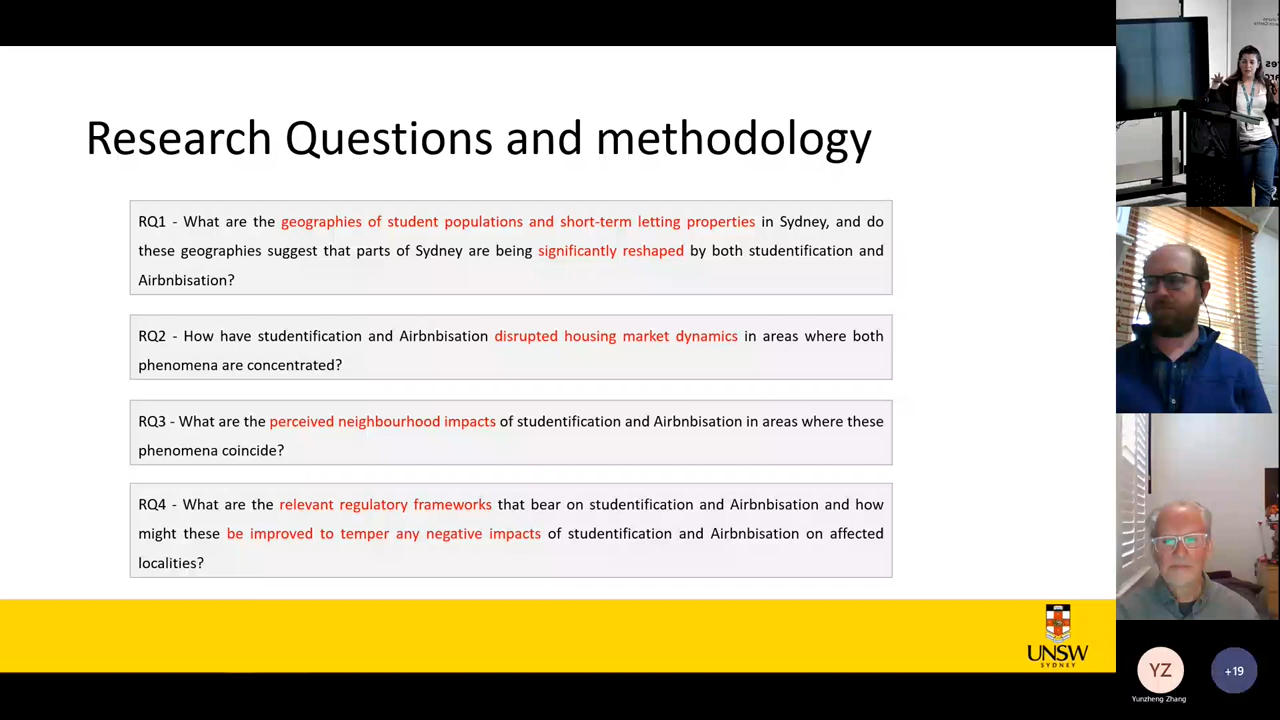 Research Questions and methodology
RQ1 - What are the geographies of student populations and short-term letting properties in Sydney, and do
these geographies suggest that parts of Sydney are being significantly reshaped by both studentification and
Airbnbisation?
RQ2 - How have studentification and Airbnbisation disrupted housing market dynamics in areas where both
phenomena are concentrated?
RQ3 - What are the perceived neighbourhood impacts of studentification and Airbnbisation in areas where these
phenomena coincide?
RQ4 - What are the relevant regulatory frameworks that bear on studentification and Airbnbisation and how
might these be improved to temper any negative impacts of studentification and Airbnbisation on affected
localities?
UNSW
SYDNEY
YZ
+19
Yunzheng Zhang